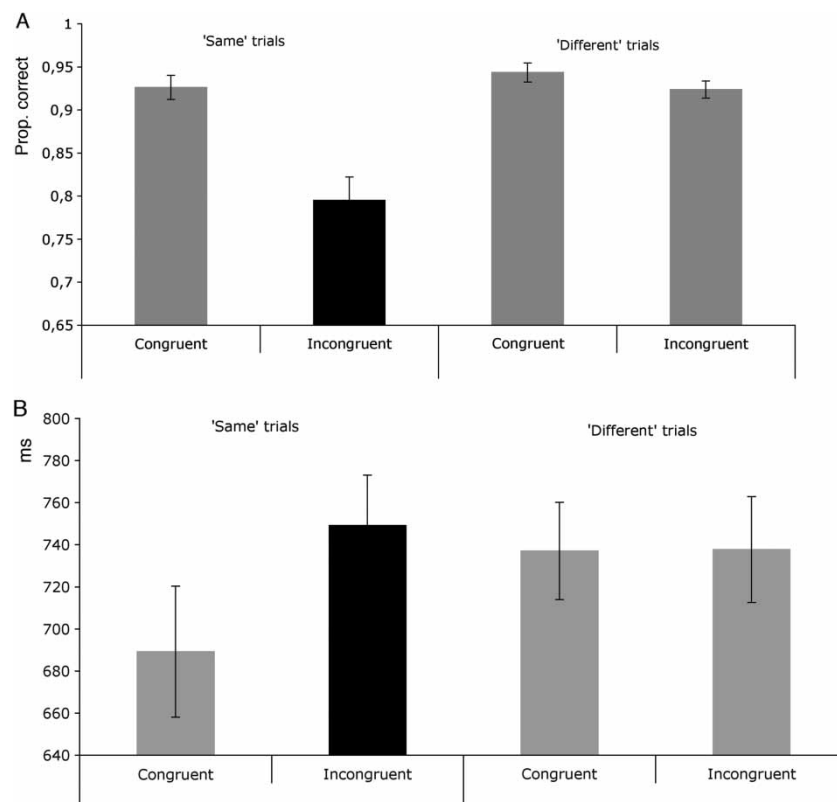 A
'Same' trials 'Different' trials
Prop. correct
1
0,95
0,9
0,85
0,8
0,75
0,7
0,65
Congruent Incongruent Congruent Incongruent
B
'Same' trials 'Different' trials
ms
800
780
760
740
720
700
680
660
640
Congruent Incongruent Congruent Incongruent